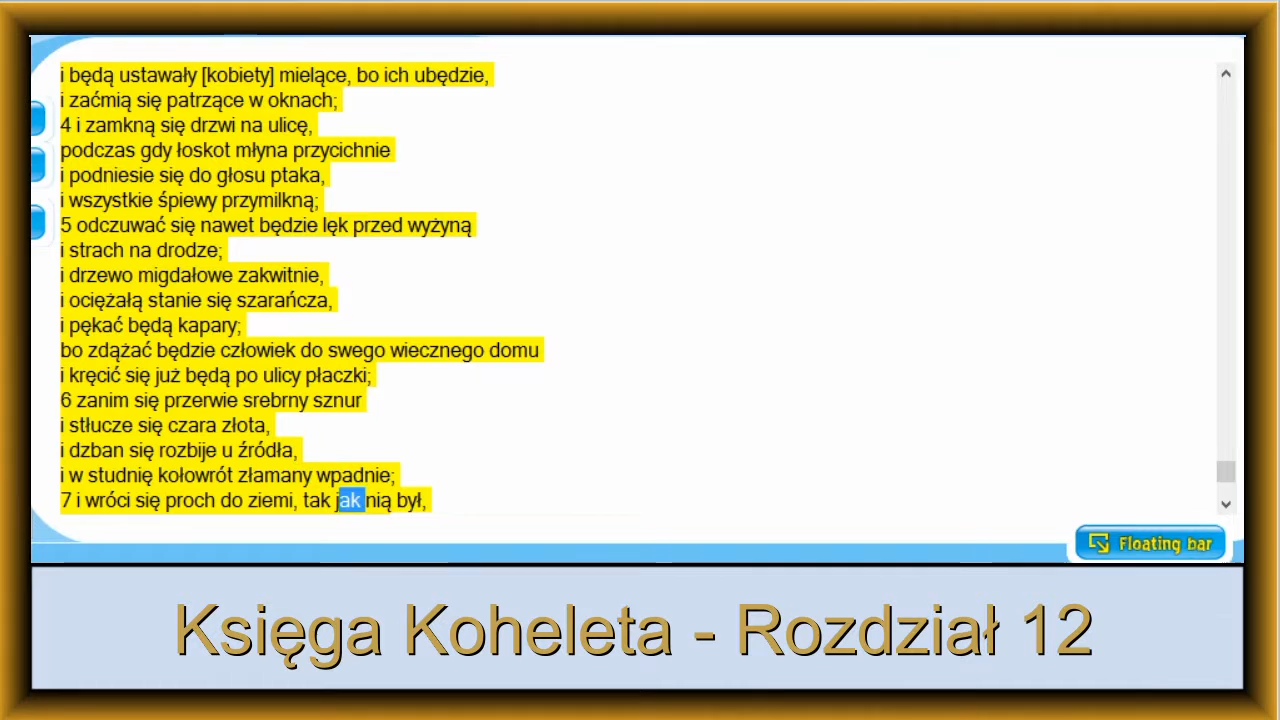 i będą ustawały [kobiety] mielące, bo ich ubędzie,
i zaćmią się patrzące w oknach;
4 i zamkną się drzwi na ulicę,
podczas gdy łoskot młyna przycichnie
i podniesie się do głosu ptaka,
i wszystkie śpiewy przymilkną;
5 odczuwać się nawet będzie lęk przed wyżyną
i strach na drodze;
i drzewo migdałowe zakwitnie,
i ociężałą stanie się szarańcza,
i pękać będą kapary;
bo zdążać będzie człowiek do swego wiecznego domu
i kręcić się już będą po ulicy płaczki;
6 zanim się przerwie srebrny sznur
i stłucze się czara złota,
i dzban się rozbije u źródła,
i w studnię kołowrót złamany wpadnie;
7 i wróci się proch do ziemi, tak jak nią był,
Floating bar
Księga Koheleta - Rozdział 12